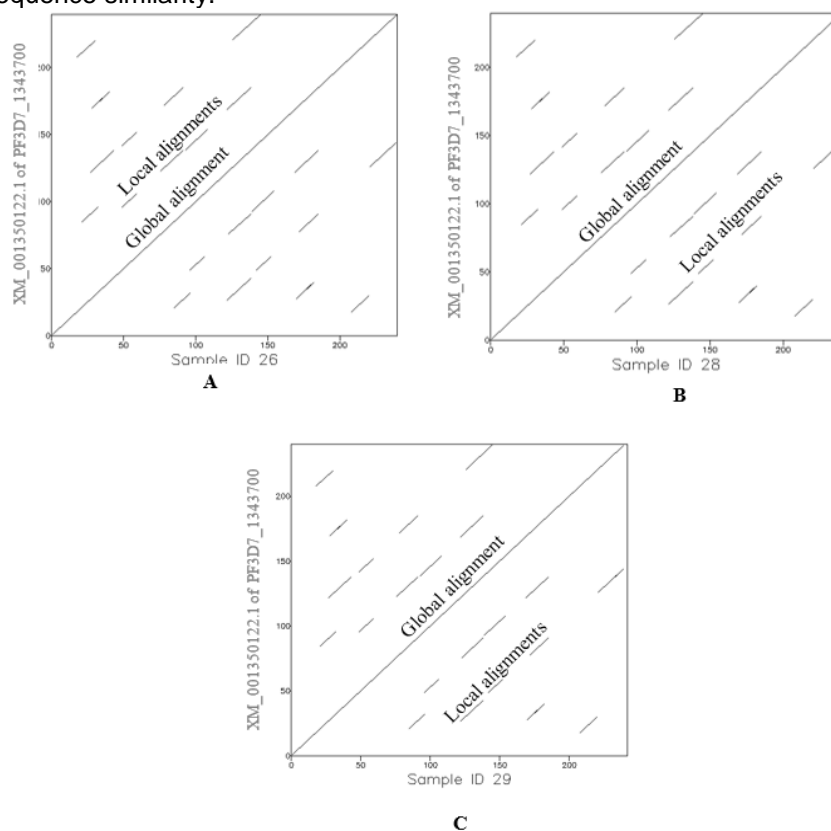 equence similarity.
XM_001350122.1 of PF3D7_1343700
200
150
100
50
0
0
50
100
150
200
Local alignments
Global alignment
Sample ID 26
A
XM_001350122.1 of PF3D7_1343700
200
150
100
50
0
0
50
100
150
200
Global alignment
Local alignments
Sample ID 28
B
XM_001350122.1 of PF3D7_1343700
200
150
100
50
0
0
50
100
150
200
Global alignment
Local alignments
Sample ID 29
C